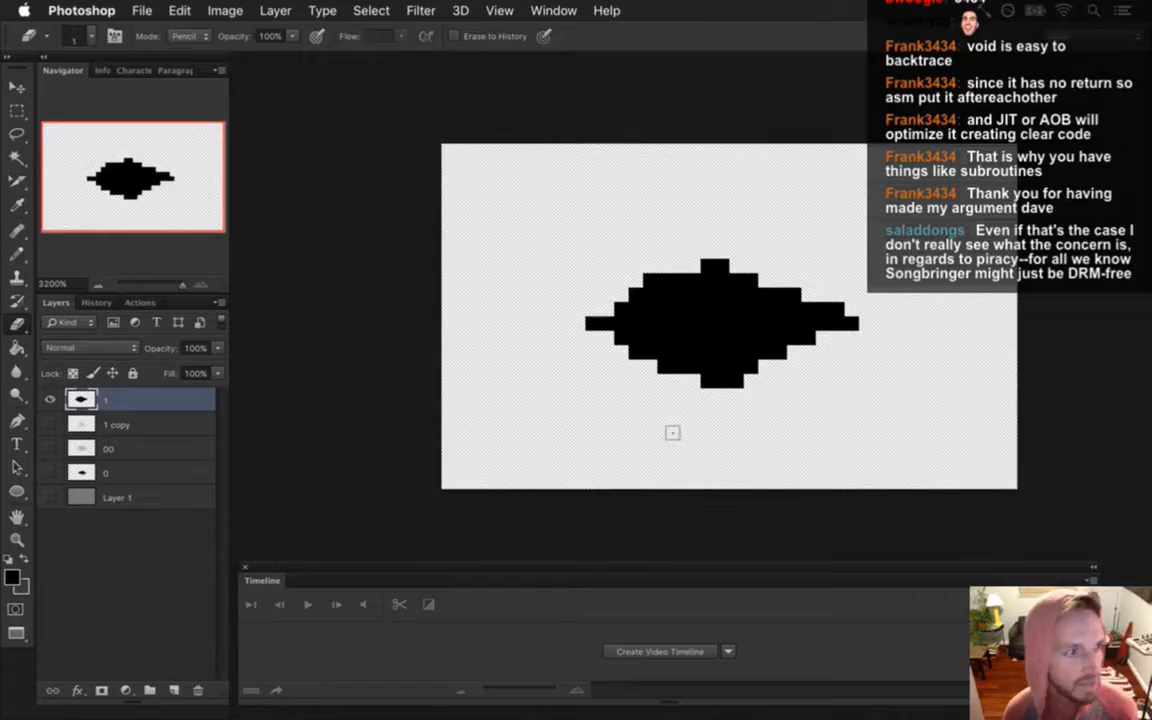 Photoshop File Edit Image Layer Type Select Filter 3D View Window Help
1 Mode: Pencil Opacity: 100% Flow: Erase to History
Navigator Info Characte Paragra
3200%
Layers History Actions
Kind
Normal Opacity: 100%
Lock: Fill: 100%
1
1 copy
00
0
Layer 1
T
Frank3434: void is easy to
backtrace
Frank3434: since it has no return so
asm put it aftereachother
Frank3434: and JIT or AOB will
optimize it creating clear code
Frank3434: That is why you have
things like subroutines
Frank3434: Thank you for having
made my argument dave
saladdongs: Even if that's the case I
don't really see what the concern is,
in regards to piracy--for all we know
Songbringer might just be DRM-free
Timeline
Create Video Timeline
fx